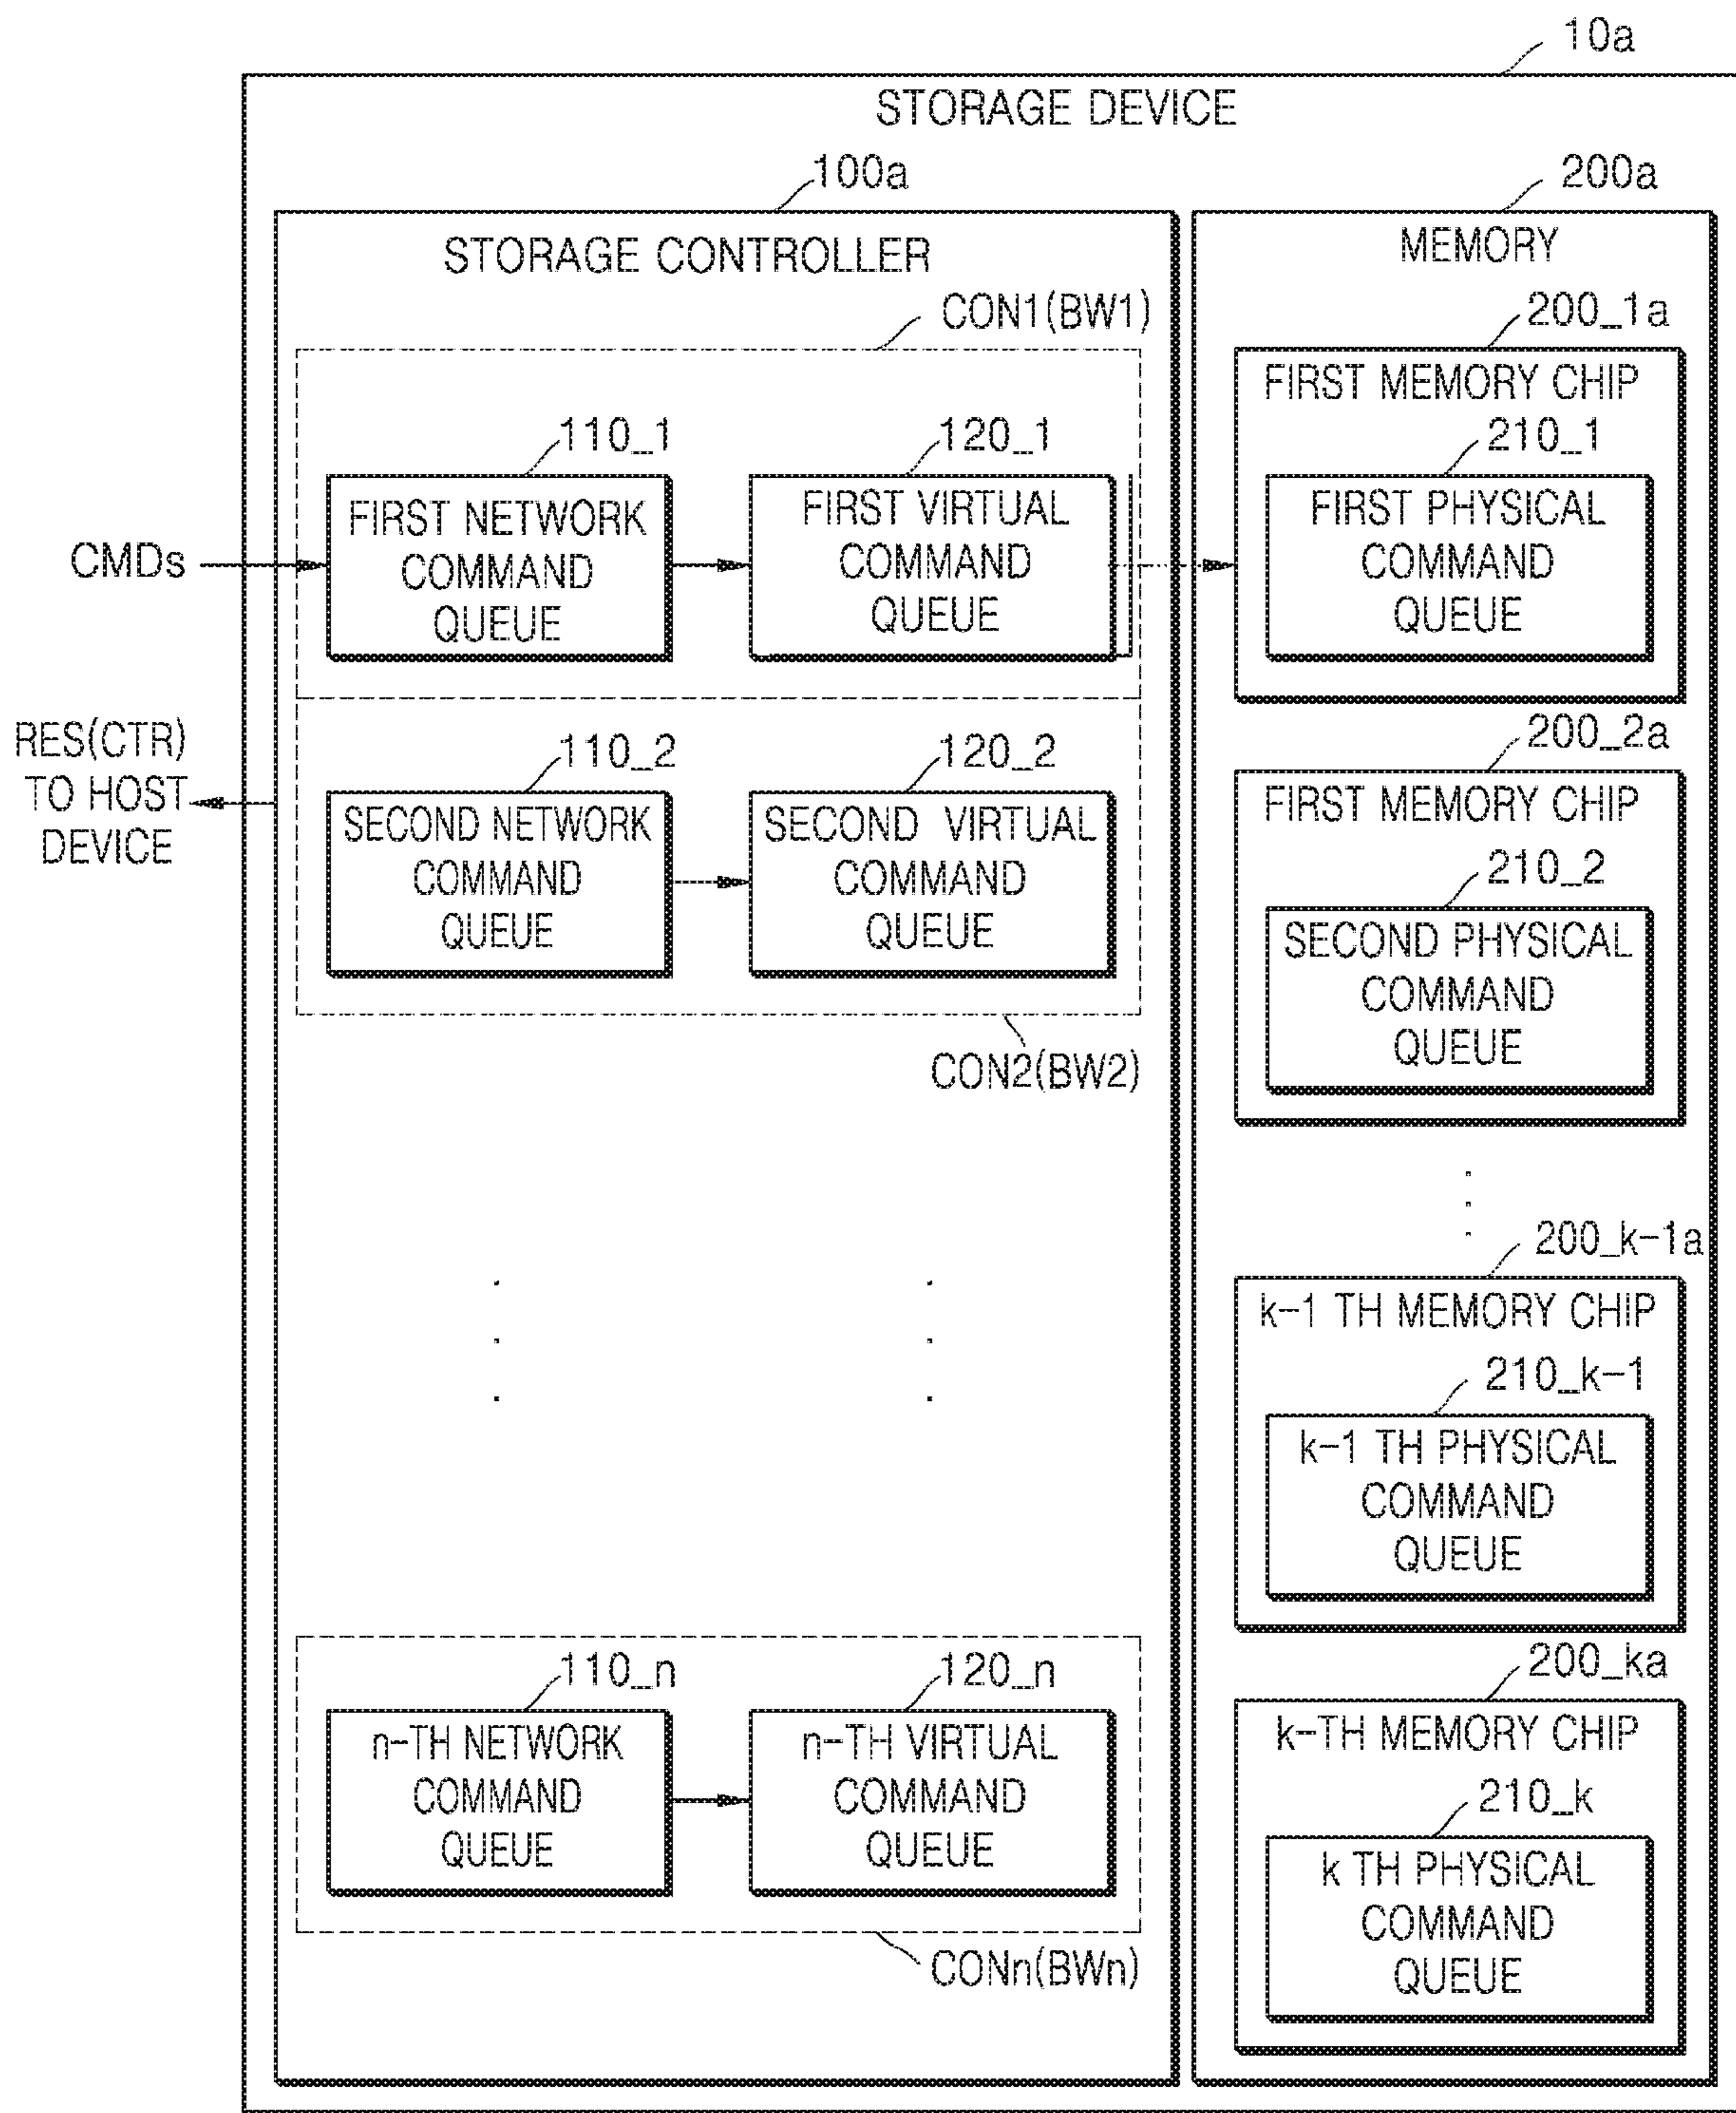 10a
STORAGE DEVICE
100a
200a
STORAGE CONTROLLER
MEMORY
CON1(BW1)
200_1a
FIRST MEMORY CHIP
110_1
120_1
210_1
CMDs
FIRST NETWORK
COMMAND
QUEUE
FIRST VIRTUAL
COMMAND
QUEUE
FIRST PHYSICAL
COMMAND
QUEUE
RES(CTR)
TO HOST
DEVICE
110_2
120_2
200_2a
FIRST MEMORY CHIP
SECOND NETWORK
COMMAND
QUEUE
SECOND VIRTUAL
COMMAND
QUEUE
210_2
SECOND PHYSICAL
COMMAND
QUEUE
CON2(BW2)
200_k-1a
k-1 TH MEMORY CHIP
210_k-1
k-1 TH PHYSICAL
COMMAND
QUEUE
110_n
120_n
200_ka
n-TH NETWORK
COMMAND
QUEUE
n-TH VIRTUAL
COMMAND
QUEUE
k-TH MEMORY CHIP
210_k
k TH PHYSICAL
COMMAND
QUEUE
CONn(BWn)